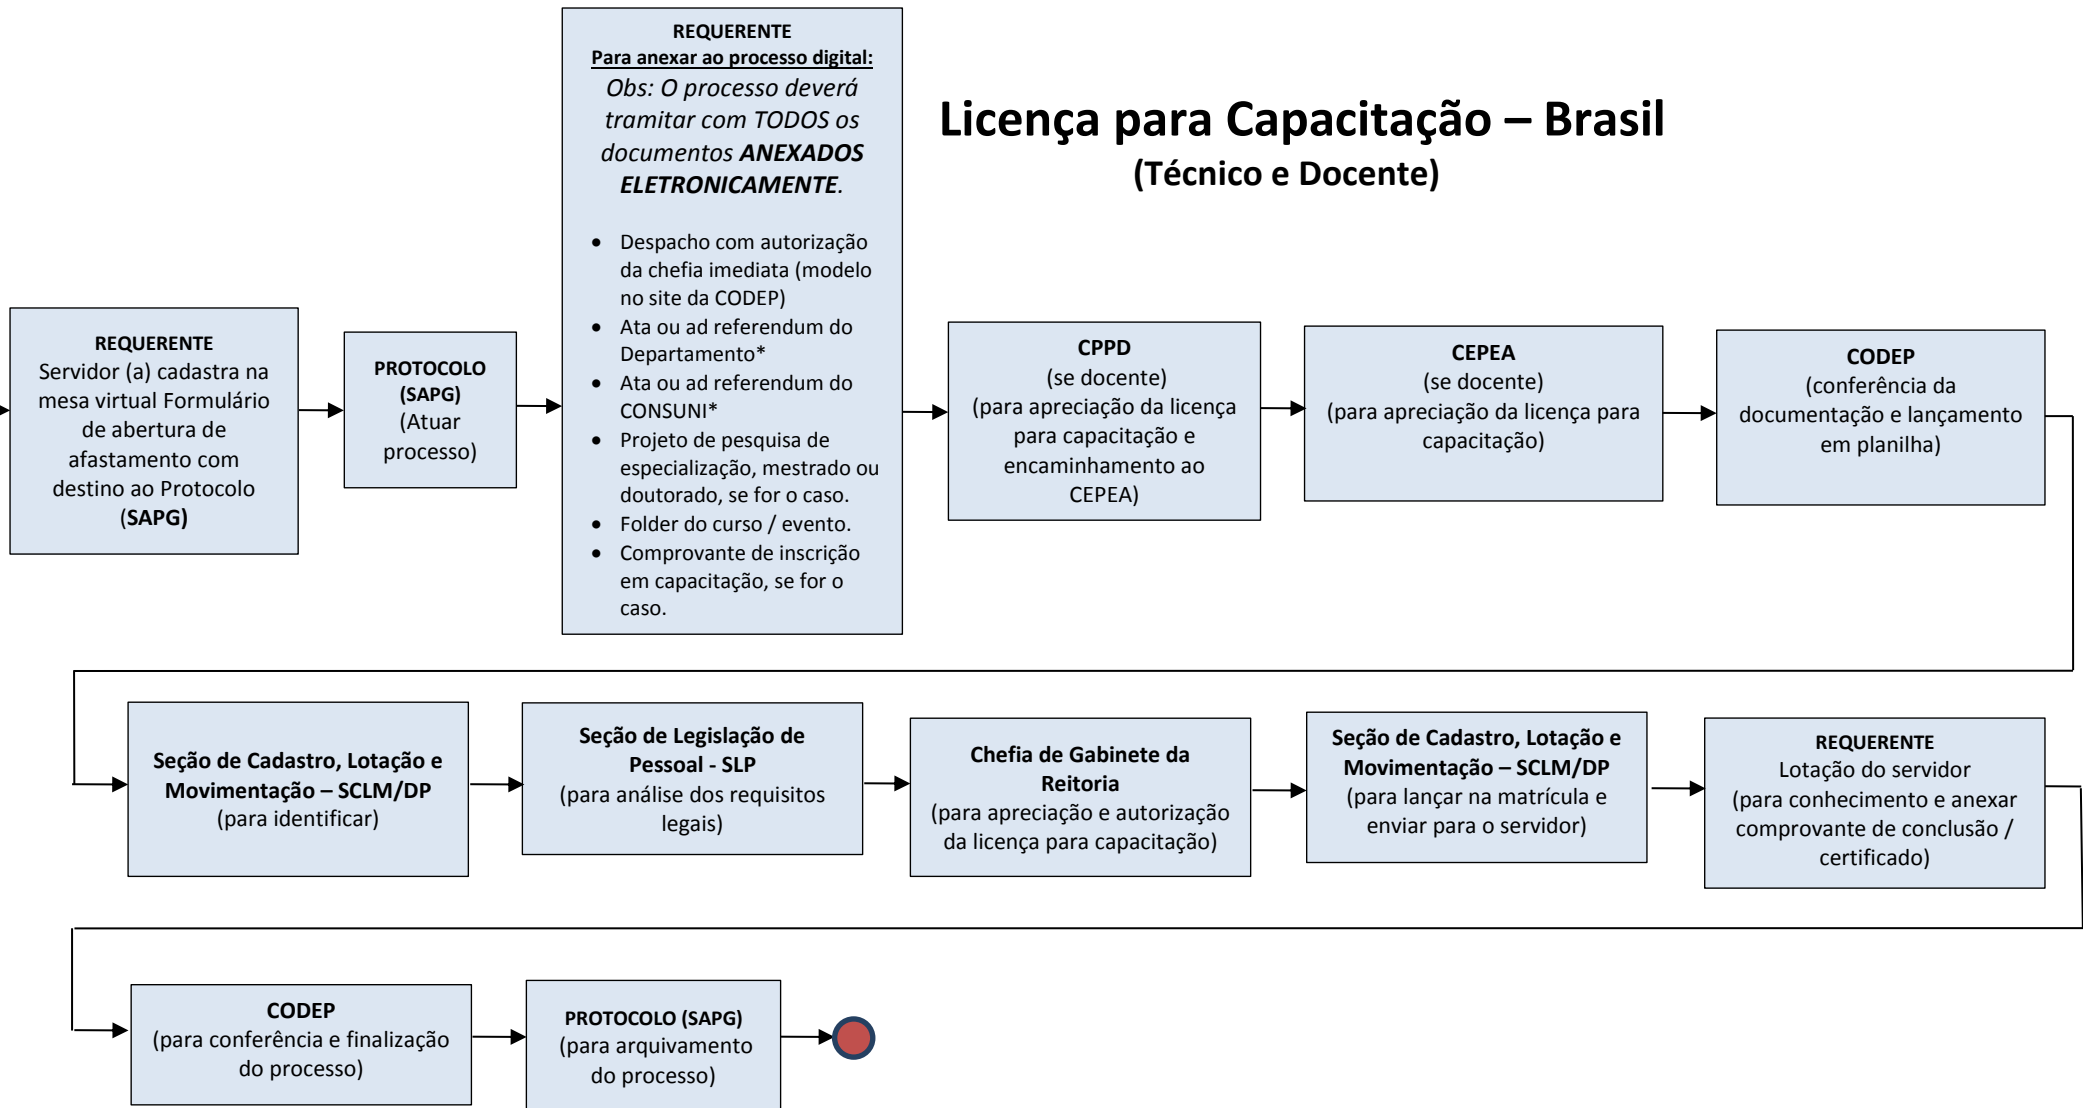 Licença para Capacitação – Brasil
(Técnico e Docente)
REQUERENTE
Servidor (a) cadastra na
mesa virtual Formulário
de abertura de
afastamento com
destino ao Protocolo
(SAPG)
PROTOCOLO
(SAPG)
(Atuar
processo)
REQUERENTE
Para anexar ao processo digital:
Obs: O processo deverá
tramitar com TODOS os
documentos ANEXADOS
ELETRONICAMENTE.
• Despacho com autorização
da chefia imediata (modelo
no site da CODEP)
• Ata ou ad referendum do
Departamento*
• Ata ou ad referendum do
CONSUNI*
• Projeto de pesquisa de
especialização, mestrado ou
doutorado, se for o caso.
• Folder do curso / evento.
• Comprovante de inscrição
em capacitação, se for o
caso.
CPPD
(se docente)
(para apreciação da licença
para capacitação e
encaminhamento ao
CEPEA)
CEPEA
(se docente)
(para apreciação da licença para
capacitação)
CODEP
(conferência da
documentação e lançamento
em planilha)
Seção de Cadastro, Lotação e
Movimentação – SCLM/DP
(para identificar)
Seção de Legislação de
Pessoal - SLP
(para análise dos requisitos
legais)
Chefia de Gabinete da
Reitoria
(para apreciação e autorização
da licença para capacitação)
Seção de Cadastro, Lotação e
Movimentação – SCLM/DP
(para lançar na matrícula e
enviar para o servidor)
REQUERENTE
Lotação do servidor
(para conhecimento e anexar
comprovante de conclusão /
certificado)
CODEP
(para conferência e finalização
do processo)
PROTOCOLO (SAPG)
(para arquivamento
do processo)